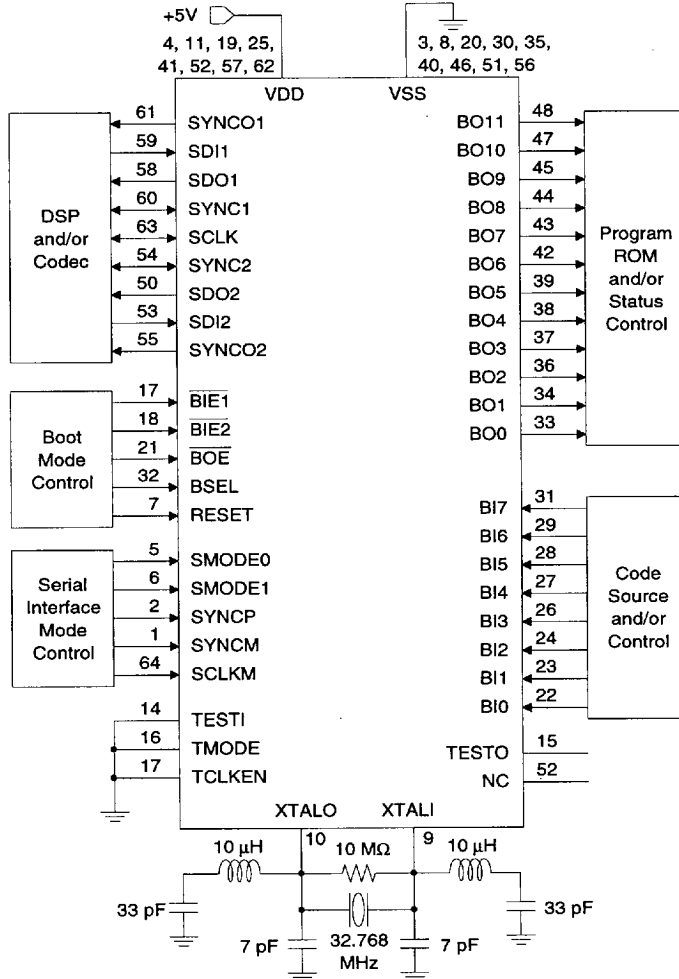 +5V
4, 11, 19, 25,
41, 52, 57, 62
3, 8, 20, 30, 35,
40, 46, 51, 56
VDD
VSS
DSP
and/or
Codec
61 SYNCO1
59 SDI1
58 SDO1
60 SYNC1
63 SCLK
54 SYNC2
50 SDO2
53 SDI2
55 SYNCO2
Boot
Mode
Control
17 BIE1
18 BIE2
21 BOE
32 BSEL
7 RESET
Serial
Interface
Mode
Control
5 SMODE0
6 SMODE1
2 SYNCP
1 SYNCM
64 SCLKM
14 TESTI
16 TMODE
17 TCLKEN
BO11 48
BO10 47
BO9 45
BO8 44
BO7 43
BO6 42
BO5 39
BO4 38
BO3 37
BO2 36
BO1 34
BO0 33
Program
ROM
and/or
Status
Control
BI7 31
BI6 29
BI5 28
BI4 27
BI3 26
BI2 24
BI1 23
BI0 22
Code
Source
and/or
Control
TESTO 15
NC 52
XTALO
XTALI
10
9
10 µH
10 MΩ
10 µH
33 pF
33 pF
7 pF
32.768
MHz
7 pF